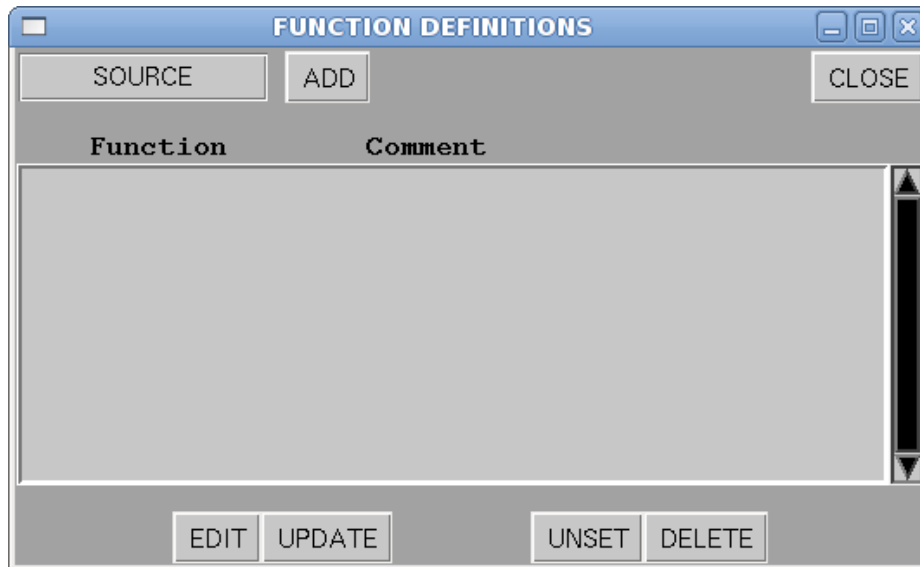 FUNCTION DEFINITIONS
SOURCE ADD CLOSE
Function Comment
EDIT UPDATE UNSET DELETE